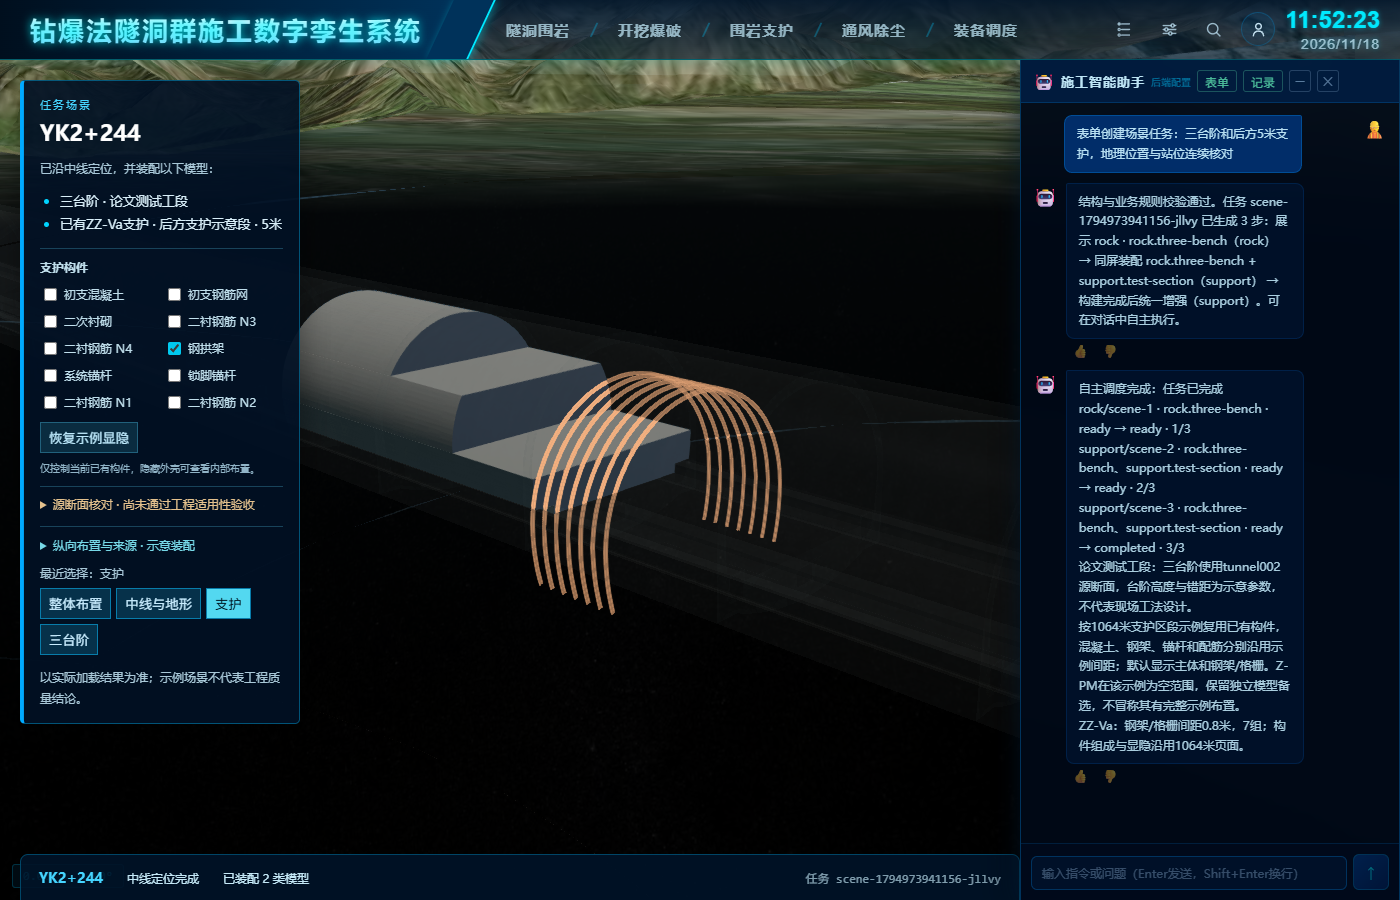 钻爆法隧洞群施工数字孪生系统
隧洞围岩 / 开挖爆破 / 围岩支护 / 通风除尘 / 装备调度
11:52:23
2026/11/18
任务场景
YK2+244
已沿中线定位，并装配以下模型：
• 三台阶 · 论文测试工段
• 已有ZZ-Va支护 · 后方支护示意段 · 5米
支护构件
初支混凝土 初支钢筋网
二次衬砌 二衬钢筋 N3
二衬钢筋 N4 钢拱架
系统锚杆 锁脚锚杆
二衬钢筋 N1 二衬钢筋 N2
恢复示例显隐
仅控制当前已有构件，隐藏外壳可查看内部布置。
▶ 源断面核对 · 尚未通过工程适用性验收
▶ 纵向布置与来源 · 示意装配
最近选择：支护
整体布置 中线与地形 支护
三台阶
以实际加载结果为准；示例场景不代表工程质
量结论。
YK2+244 中线定位完成 已装配 2 类模型 任务 scene-1794973941156-jllvy
施工智能助手 后端配置 表单 记录
表单创建场景任务：三台阶和后方5米支
护，地理位置与站位连续核对
结构与业务规则校验通过。任务 scene-
1794973941156-jllvy 已生成 3 步：展
示 rock · rock.three-bench（rock）
→ 同屏装配 rock.three-bench +
support.test-section（support） →
构建完成后统一增强（support）。可
在对话中自主执行。
自主调度完成：任务已完成
rock/scene-1 · rock.three-bench ·
ready → ready · 1/3
support/scene-2 · rock.three-
bench、support.test-section · ready
→ ready · 2/3
support/scene-3 · rock.three-
bench、support.test-section · ready
→ completed · 3/3
论文测试工段：三台阶使用tunnel002
源断面，台阶高度与错距为示意参数，
不代表现场工法设计。
按1064米支护区段示例复用已有构件，
混凝土、钢架、锚杆和配筋分别沿用示
例间距；默认显示主体和钢架/格栅。Z-
PM在该示例为空范围，保留独立模型备
选，不冒称其有完整示例布置。
ZZ-Va：钢架/格栅间距0.8米，7组；构
件组成与显隐沿用1064米页面。
输入指令或问题（Enter发送，Shift+Enter换行）